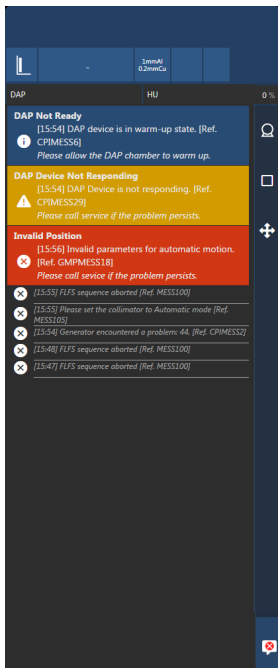 1mmAl
0.2mmCu
-
DAP
HU
0 %
DAP Not Ready
[15:54] DAP device is in warm-up state. [Ref.
CPIMESS6]
Please allow the DAP chamber to warm up.
DAP Device Not Responding
[15:54] DAP Device is not responding. [Ref.
CPIMESS29]
Please call service if the problem persists.
Invalid Position
[15:56] Invalid parameters for automatic motion.
[Ref. GMPMESS18]
Please call sevice if the problem persists.
[15:55] FLFS sequence aborted [Ref. MESS100]
[15:55] Please set the collimator to Automatic mode [Ref.
MESS105]
[15:54] Generator encountered a problem: 44. [Ref. CPIMESS2]
[15:48] FLFS sequence aborted [Ref. MESS100]
[15:47] FLFS sequence aborted [Ref. MESS100]